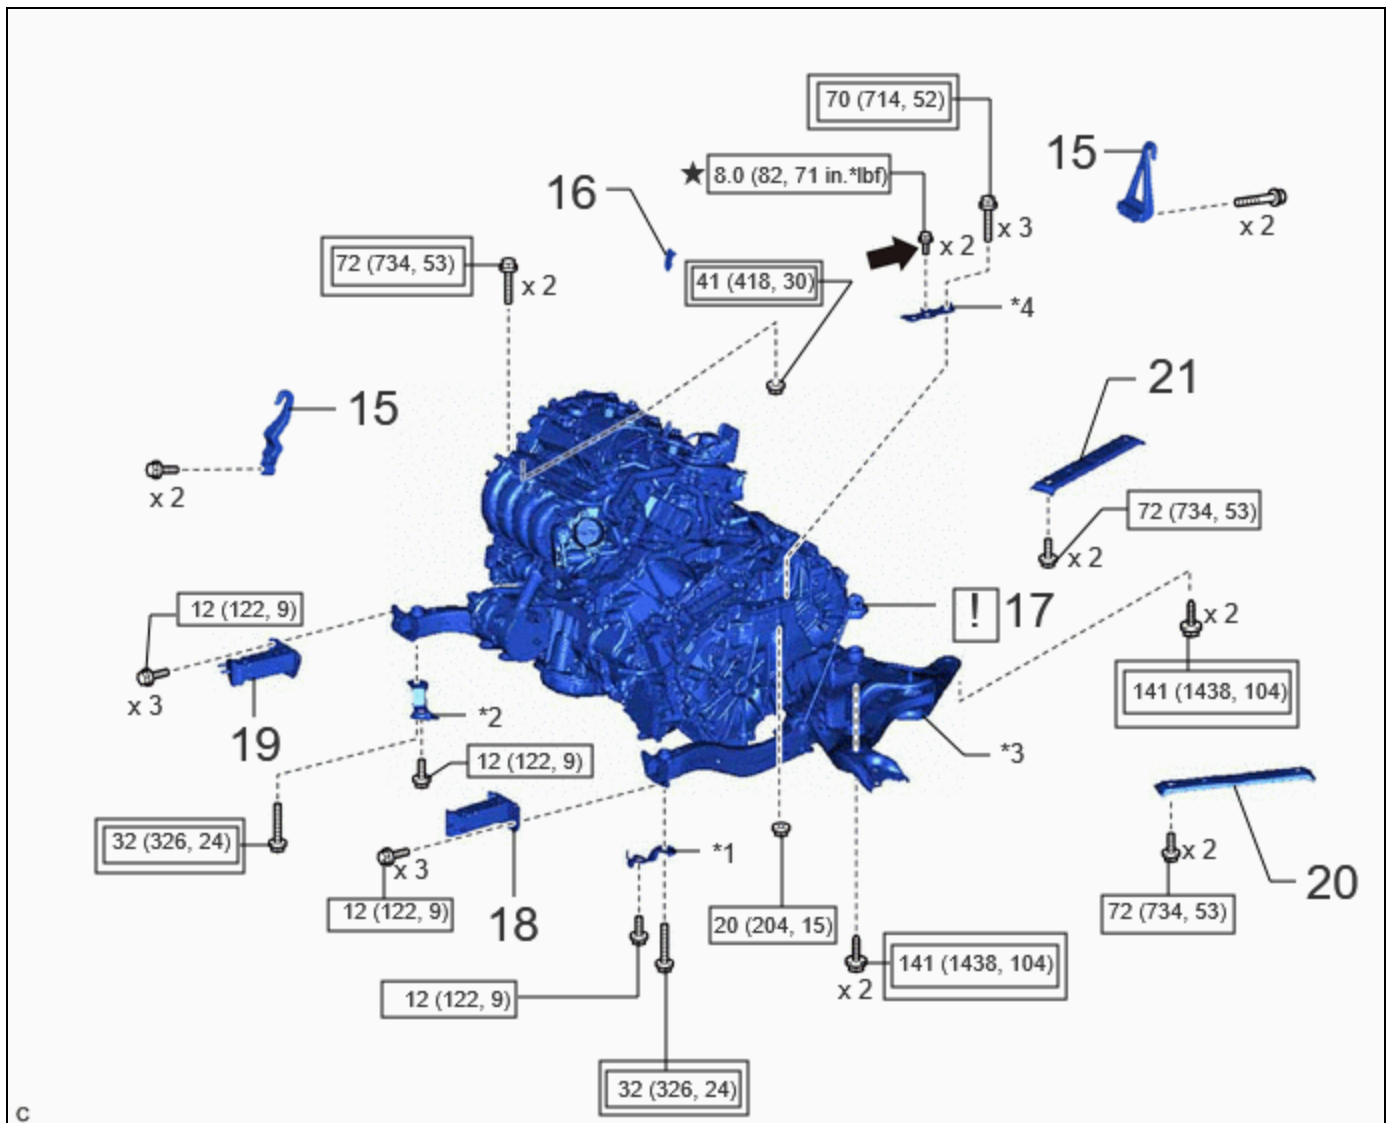 70 (714, 52)
15
★ 8.0 (82, 71 in.*lbf)
16
x 3
x 2
x 2
72 (734, 53)
x 2
41 (418, 30)
*4
21
15
x 2
72 (734, 53)
x 2
12 (122, 9)
! 17
x 2
141 (1438, 104)
x 3
*2
19
12 (122, 9)
*3
32 (326, 24)
*1
x 2
x 3
20
12 (122, 9)
18
20 (204, 15)
72 (734, 53)
141 (1438, 104)
x 2
12 (122, 9)
32 (326, 24)
C